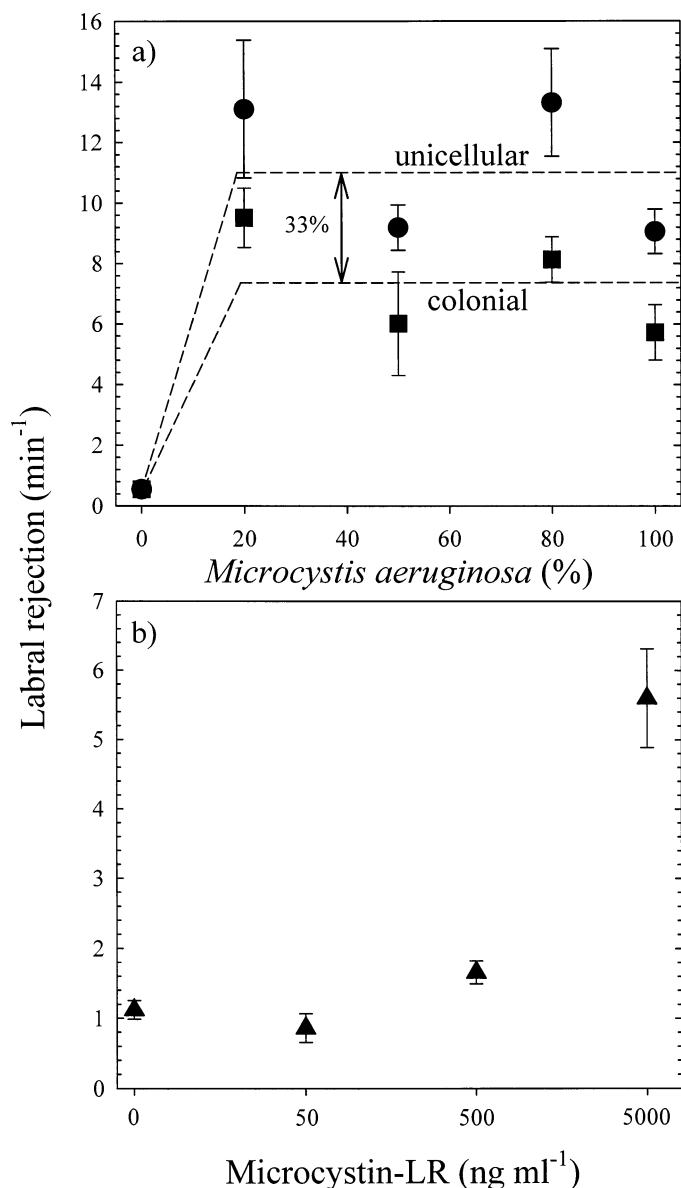 16
a)
14
unicellular
12
10
33%
8
colonial
6
4
2
0
0 20 40 60 80 100
Microcystis aeruginosa (%)
Labral rejection (min⁻¹)
7
b)
6
5
4
3
2
1
0
0 50 500 5000
Microcystin-LR (ng ml⁻¹)